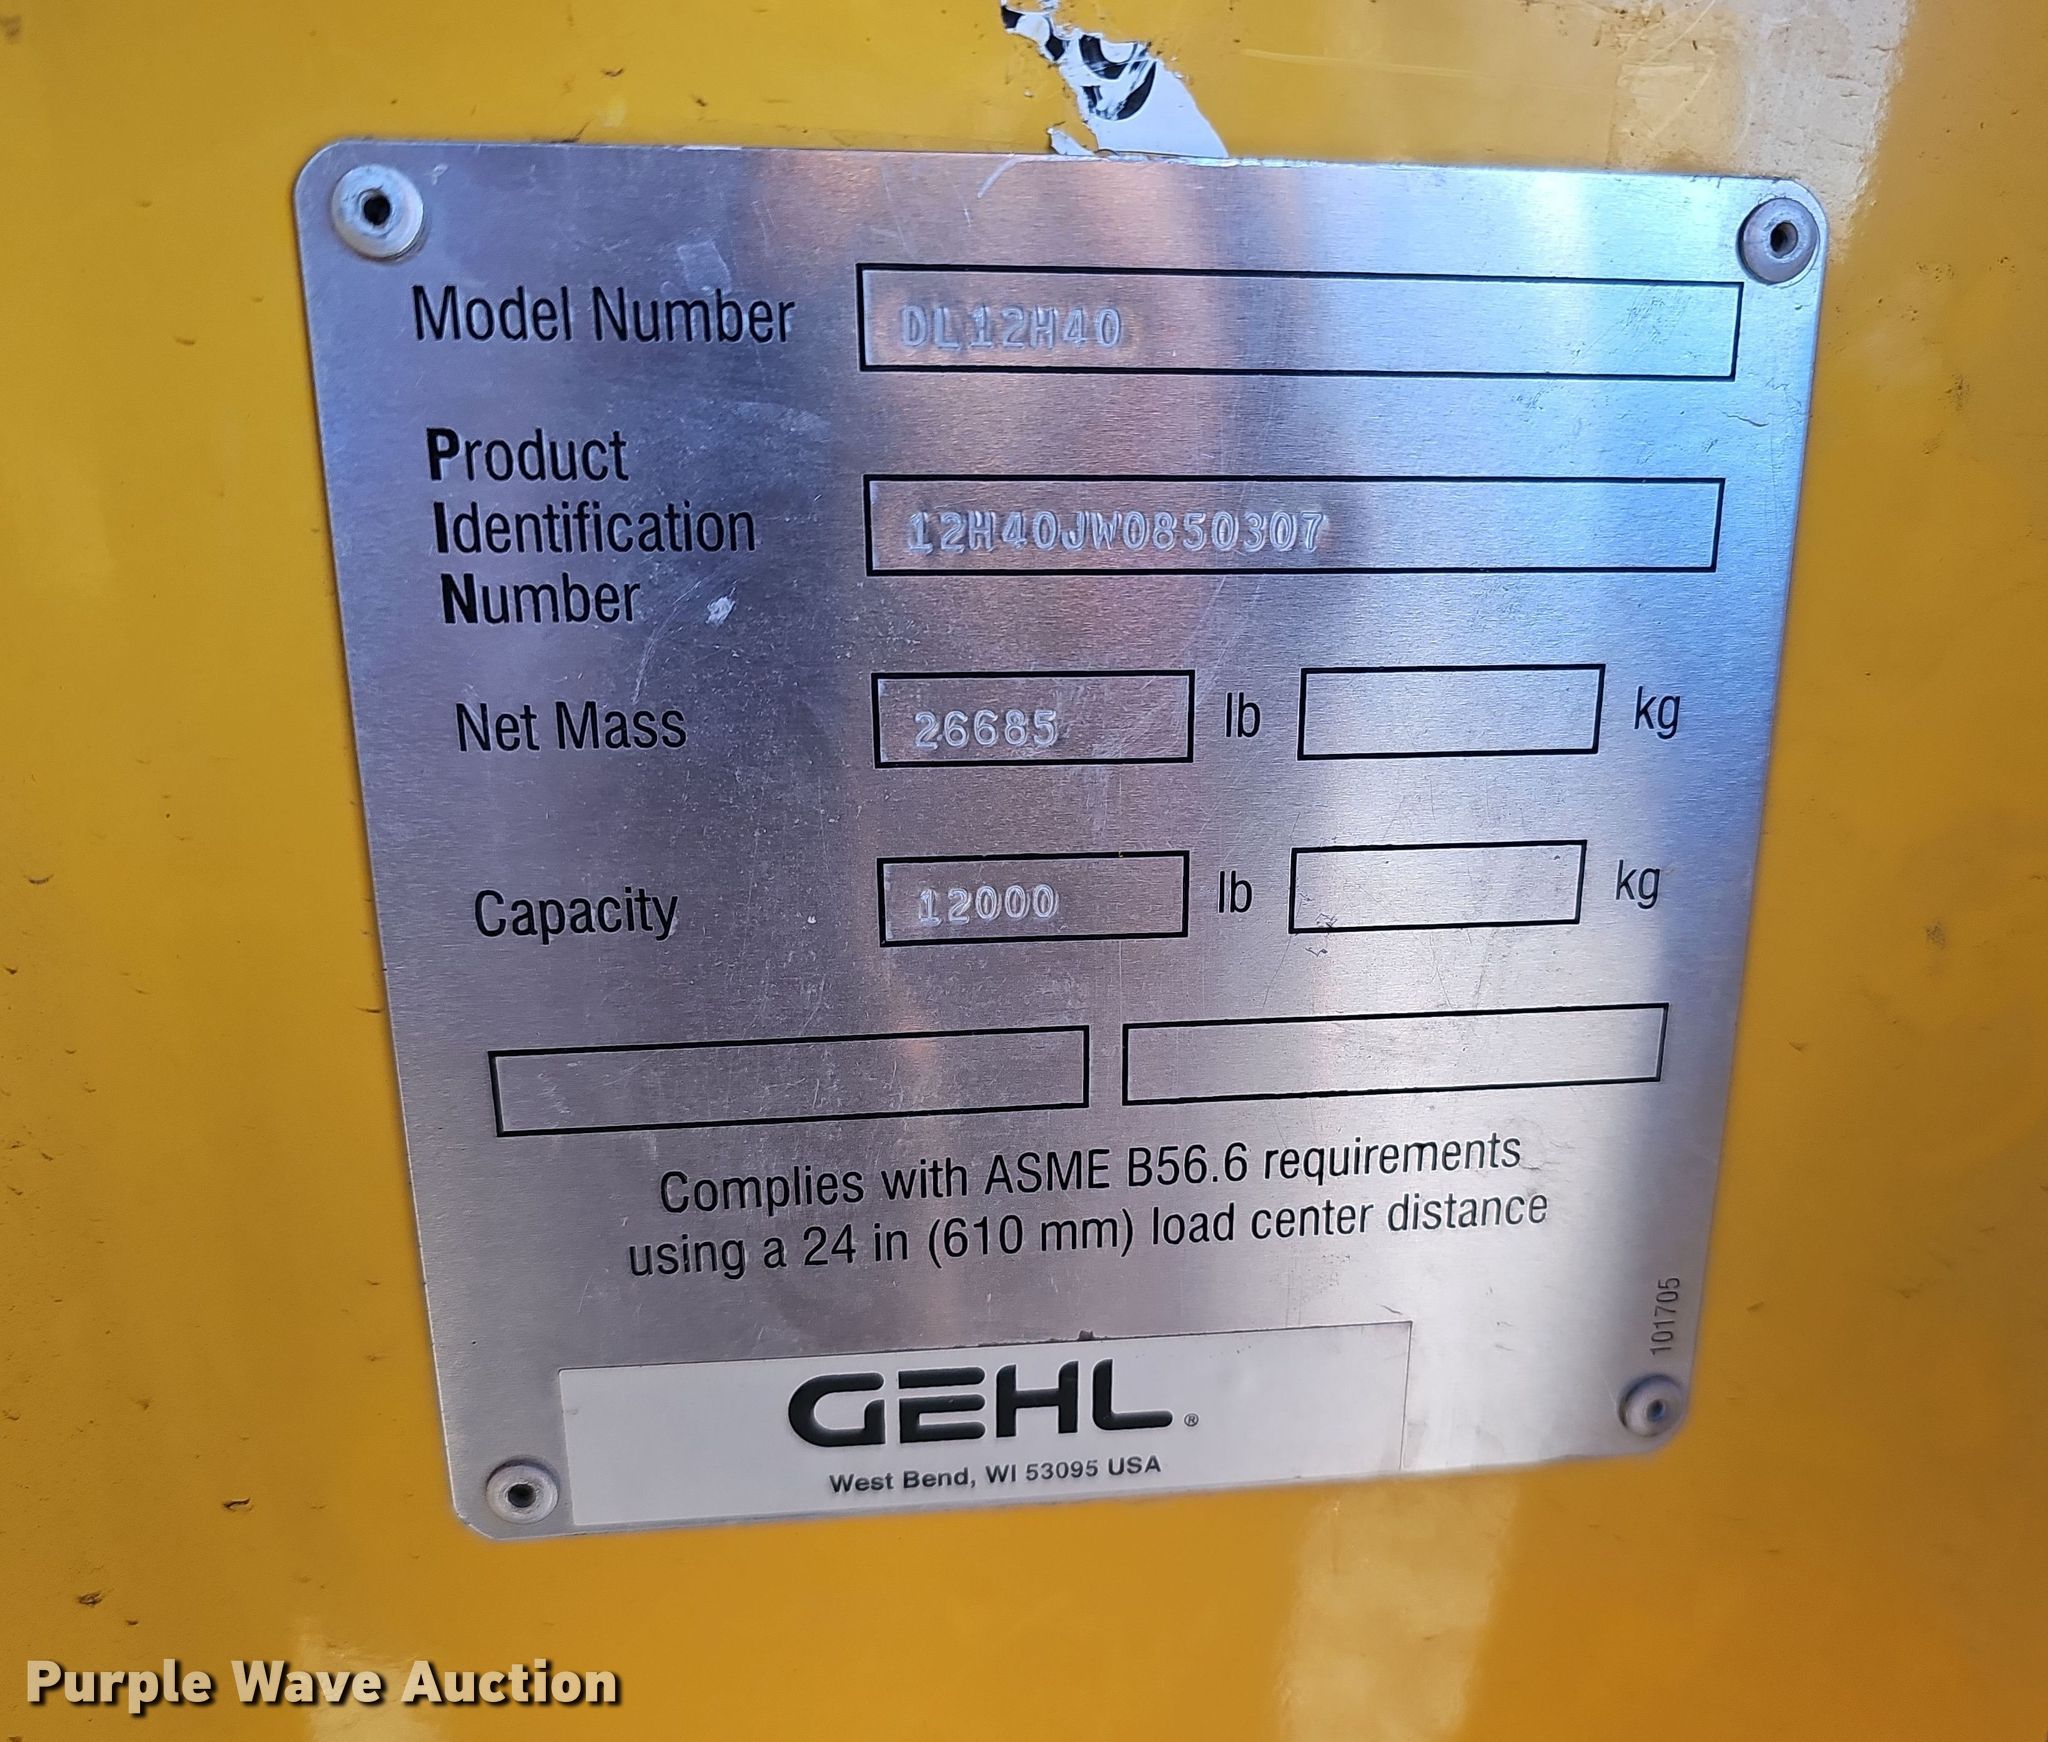 Model Number DL12H40
Product
Identification 12H40JW0850307
Number
Net Mass 26685 lb kg
Capacity 12000 lb kg
Complies with ASME B56.6 requirements
using a 24 in (610 mm) load center distance
101705
GEHL®
West Bend, WI 53095 USA
Purple Wave Auction